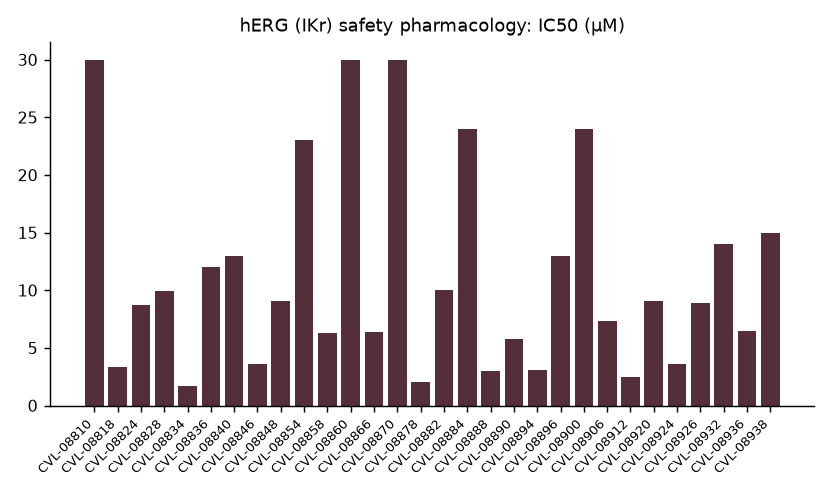 hERG (IKr) safety pharmacology: IC50 (µM)
30
25
20
15
10
5
0
CVL-08810
CVL-08818
CVL-08824
CVL-08828
CVL-08834
CVL-08836
CVL-08840
CVL-08846
CVL-08848
CVL-08854
CVL-08858
CVL-08860
CVL-08866
CVL-08870
CVL-08878
CVL-08882
CVL-08884
CVL-08888
CVL-08890
CVL-08894
CVL-08896
CVL-08900
CVL-08906
CVL-08912
CVL-08920
CVL-08924
CVL-08926
CVL-08932
CVL-08936
CVL-08938